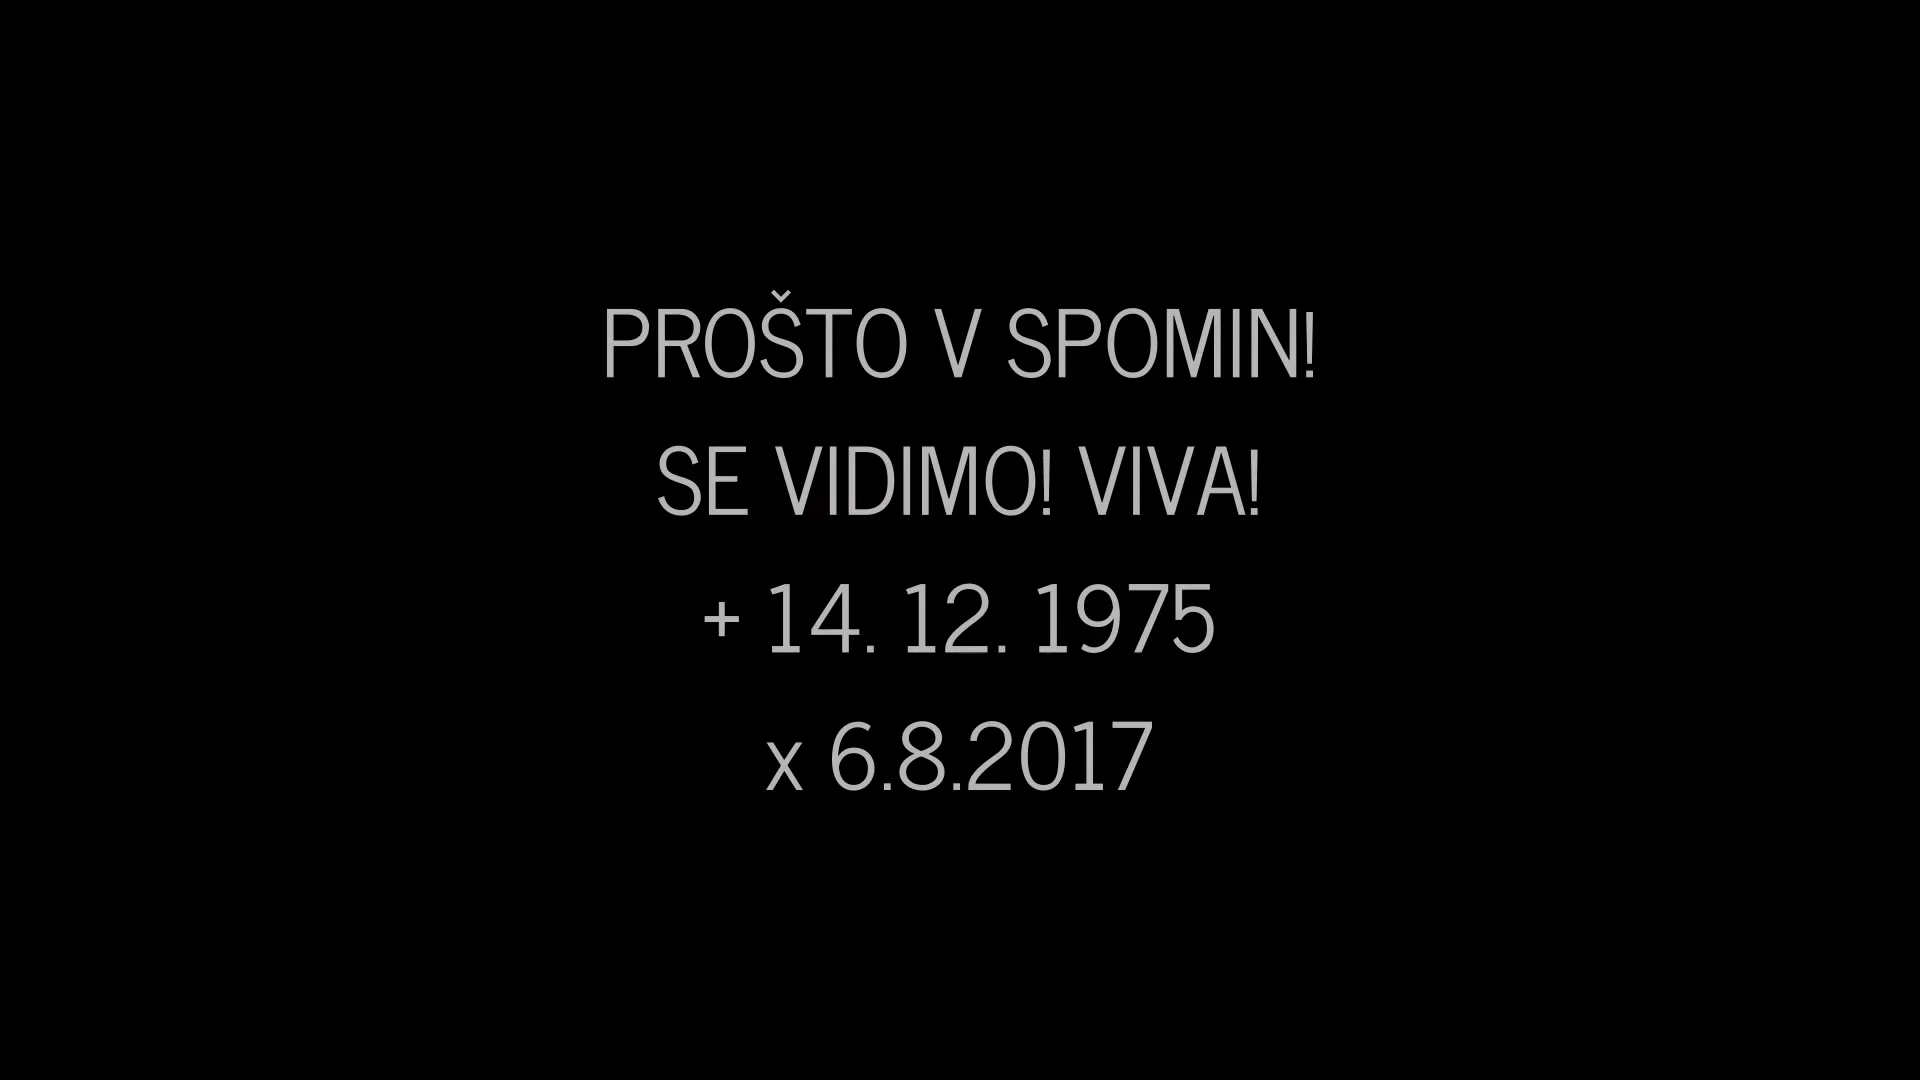 PROŠTO V SPOMIN!
SE VIDIMO! VIVA!
+ 14. 12. 1975
x 6.8.2017